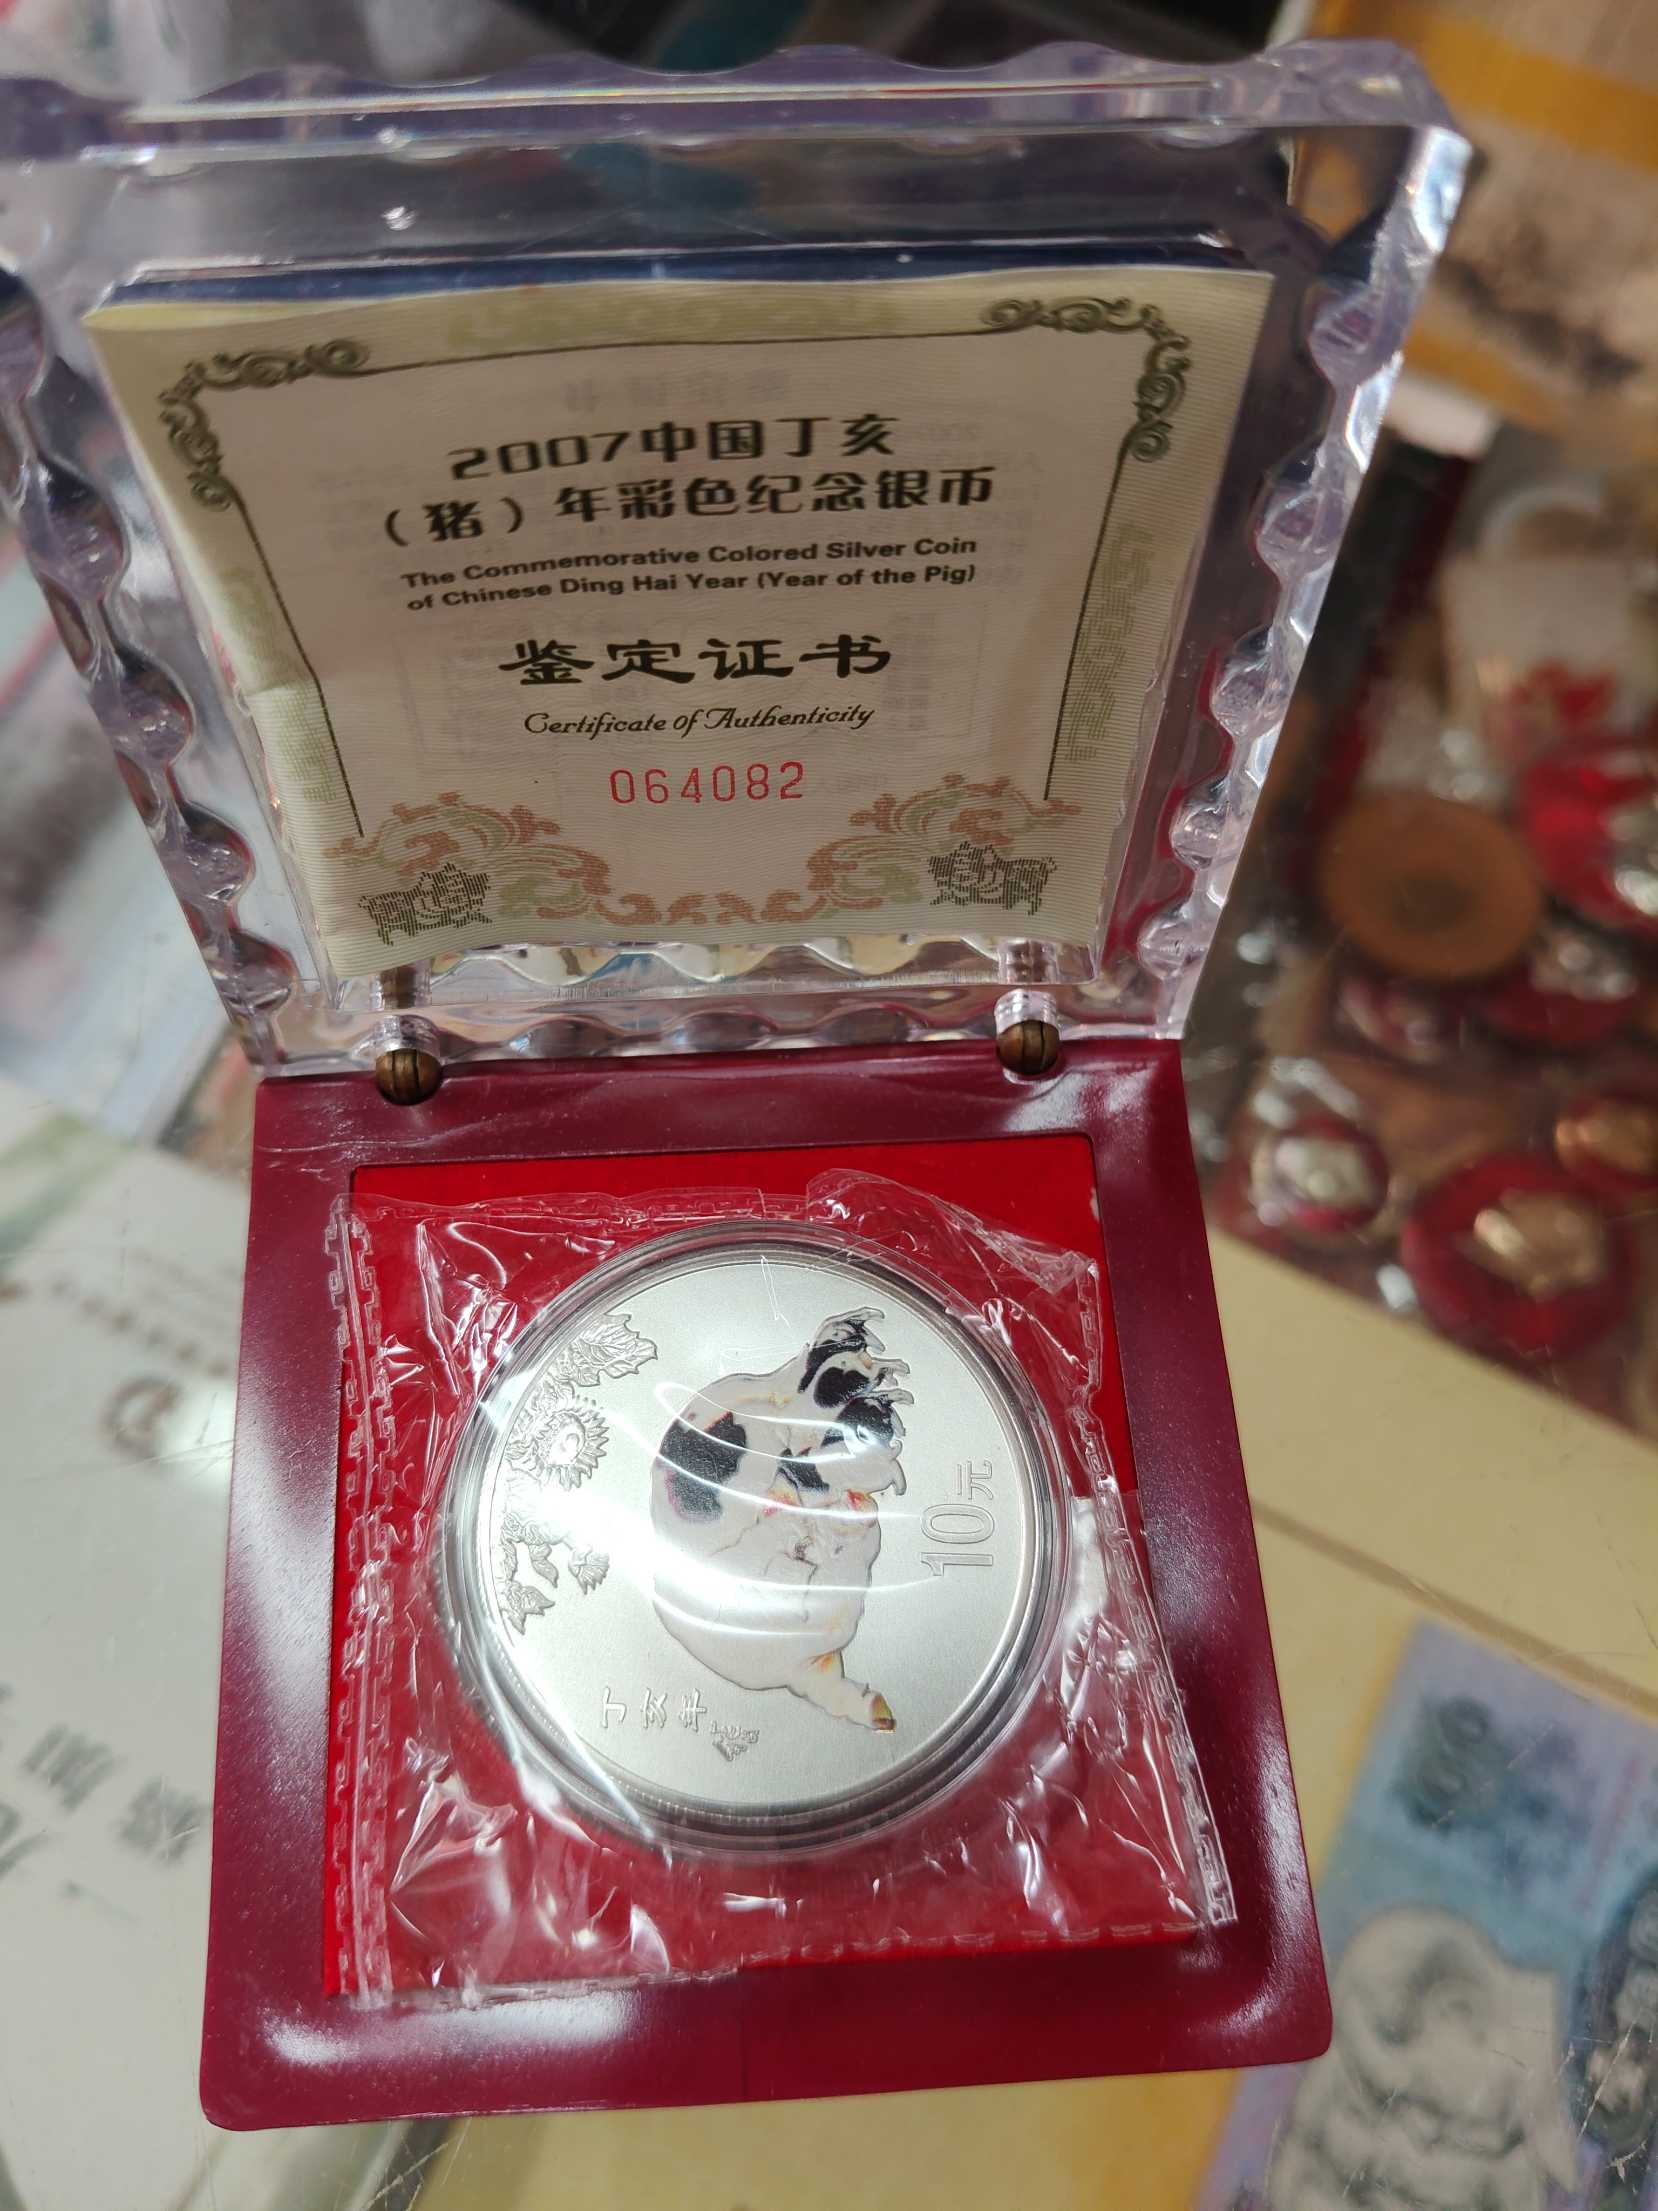 2007中国丁亥
（猪）年彩色纪念银币
The Commemorative Colored Silver Coin
of Chinese Ding Hai Year (Year of the Pig)
鉴定证书
Certificate of Authenticity
064082
10元
丁亥年